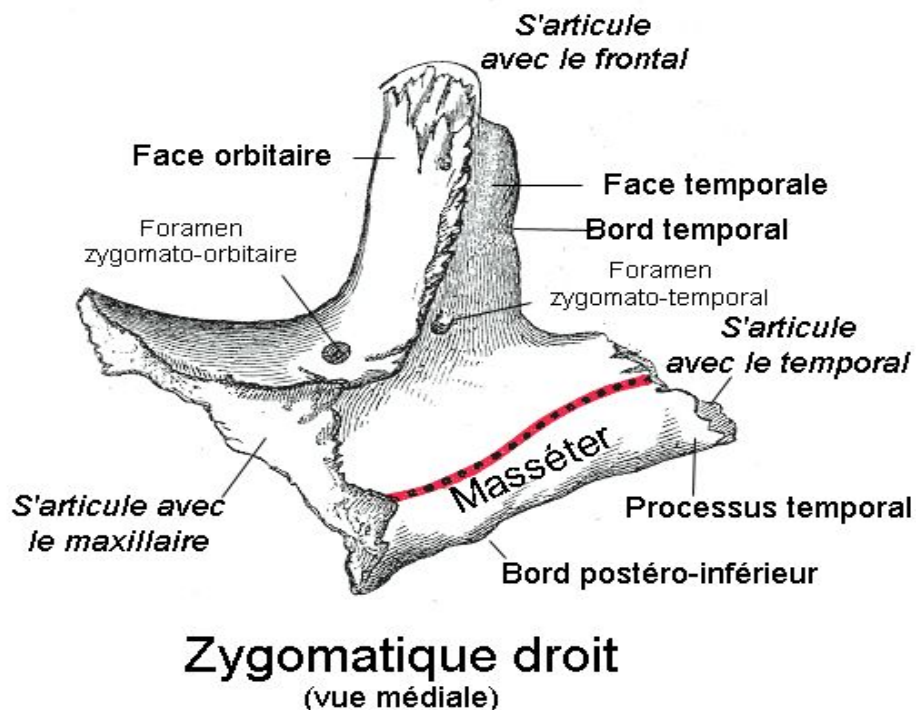 S'articule
avec le frontal
Face orbitaire
Face temporale
Foramen
zygomato-orbitaire
Bord temporal
Foramen
zygomato-temporal
S'articule
avec le temporal
Masséter
S'articule avec
le maxillaire
Processus temporal
Bord postéro-inférieur
Zygomatique droit
(vue médiale)